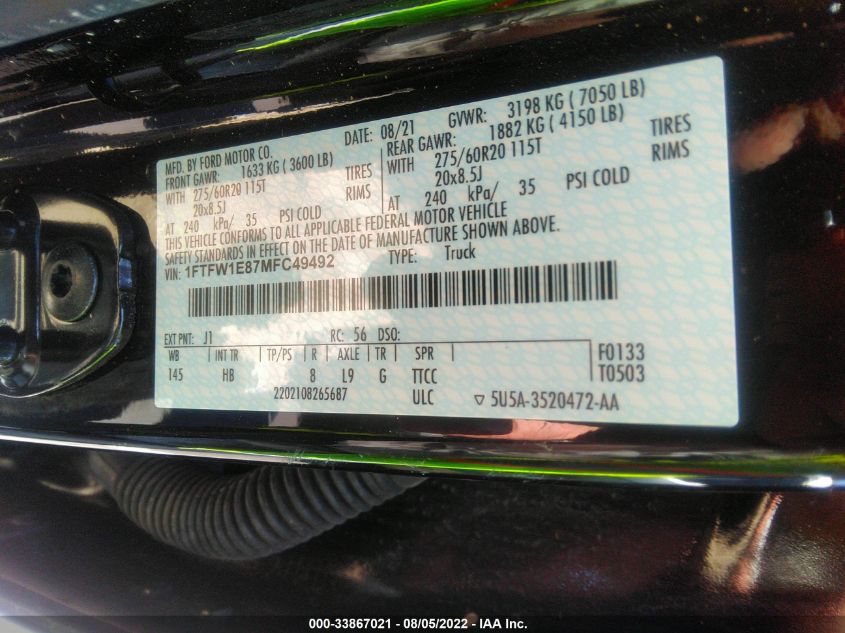 MFD. BY FORD MOTOR CO.
DATE: 08/21 GVWR: 3198 KG ( 7050 LB)
FRONT GAWR: 1633 KG ( 3600 LB)
REAR GAWR: 1882 KG ( 4150 LB)
WITH 275/60R20 115T TIRES
WITH 275/60R20 115T TIRES
20x8.5J RIMS
20x8.5J RIMS
AT 240 kPa/ 35 PSI COLD
AT 240 kPa/ 35 PSI COLD
THIS VEHICLE CONFORMS TO ALL APPLICABLE FEDERAL MOTOR VEHICLE
SAFETY STANDARDS IN EFFECT ON THE DATE OF MANUFACTURE SHOWN ABOVE.
VIN: 1FTFW1E87MFC49492 TYPE: Truck
EXT PNT: J1 RC: 56 DSO:
WB INT TR TP/PS R AXLE TR SPR F0133
145 HB 8 L9 G TTCC T0503
2202108265687 ULC ▽ 5U5A-3520472-AA
000-33867021 - 08/05/2022 - IAA Inc.